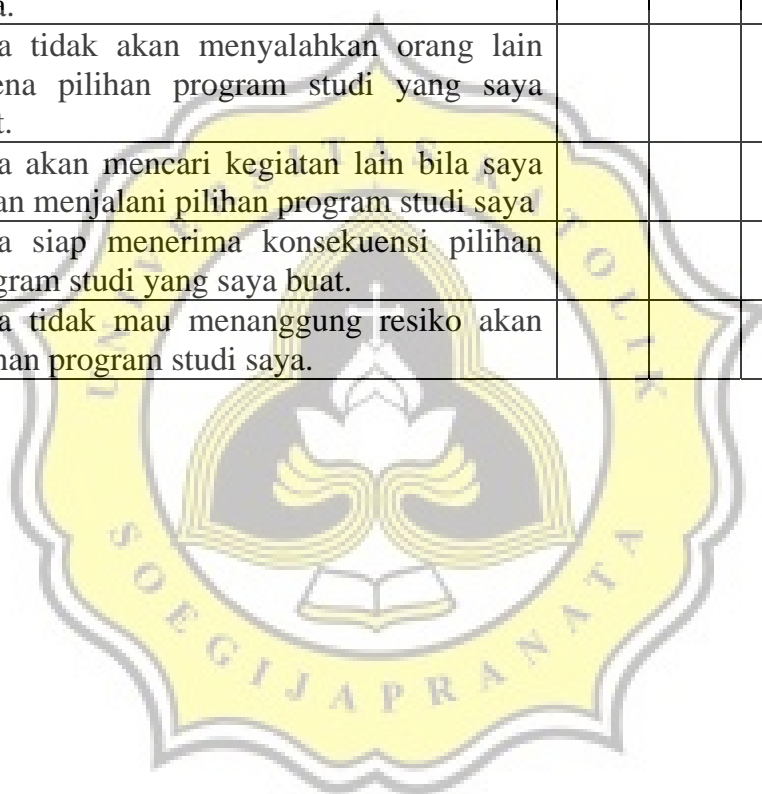 a.
a tidak akan menyalahkan orang lain
ena pilihan program studi yang saya
t.
a akan mencari kegiatan lain bila saya
an menjalani pilihan program studi saya
a siap menerima konsekuensi pilihan
gram studi yang saya buat.
a tidak mau menanggung resiko akan
han program studi saya.
UNIVERSITAS KATOLIK
SOEGIJAPRANATA